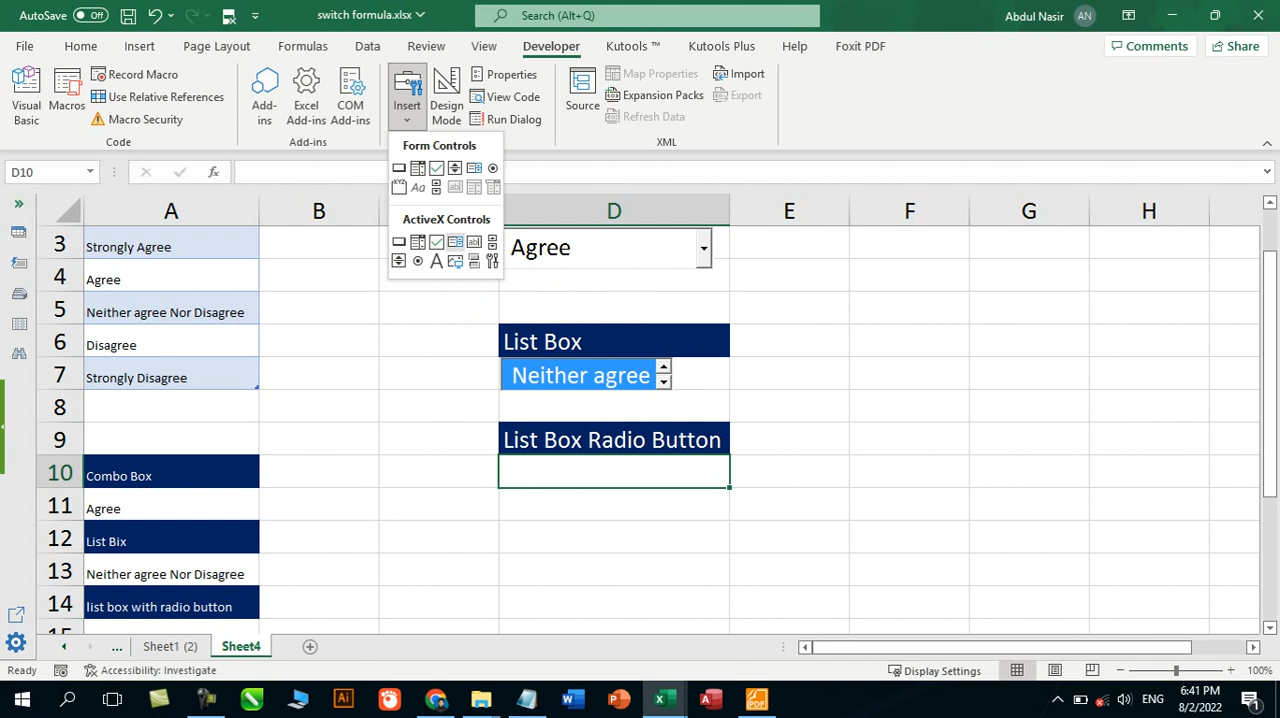 AutoSave Off switch formula.xlsx Search (Alt+Q) Abdul Nasir AN
File Home Insert Page Layout Formulas Data Review View Developer Kutools ™ Kutools Plus Help Foxit PDF Comments Share
Visual Basic
Macros
Record Macro
Use Relative References
Macro Security
Code
Add-ins
Excel Add-ins
COM Add-ins
Add-ins
Insert
Design Mode
Properties
View Code
Run Dialog
Source
Map Properties
Expansion Packs
Refresh Data
Import
Export
XML
Form Controls
Aa
ab|
ActiveX Controls
ab|
A
D10 fx
A B D E F G H
3 Strongly Agree Agree
4 Agree
5 Neither agree Nor Disagree
6 Disagree List Box
7 Strongly Disagree Neither agree
8
9 List Box Radio Button
10 Combo Box
11 Agree
12 List Bix
13 Neither agree Nor Disagree
14 list box with radio button
15
... Sheet1 (2) Sheet4
Ready Accessibility: Investigate Display Settings 100%
ENG 6:41 PM
8/2/2022
1